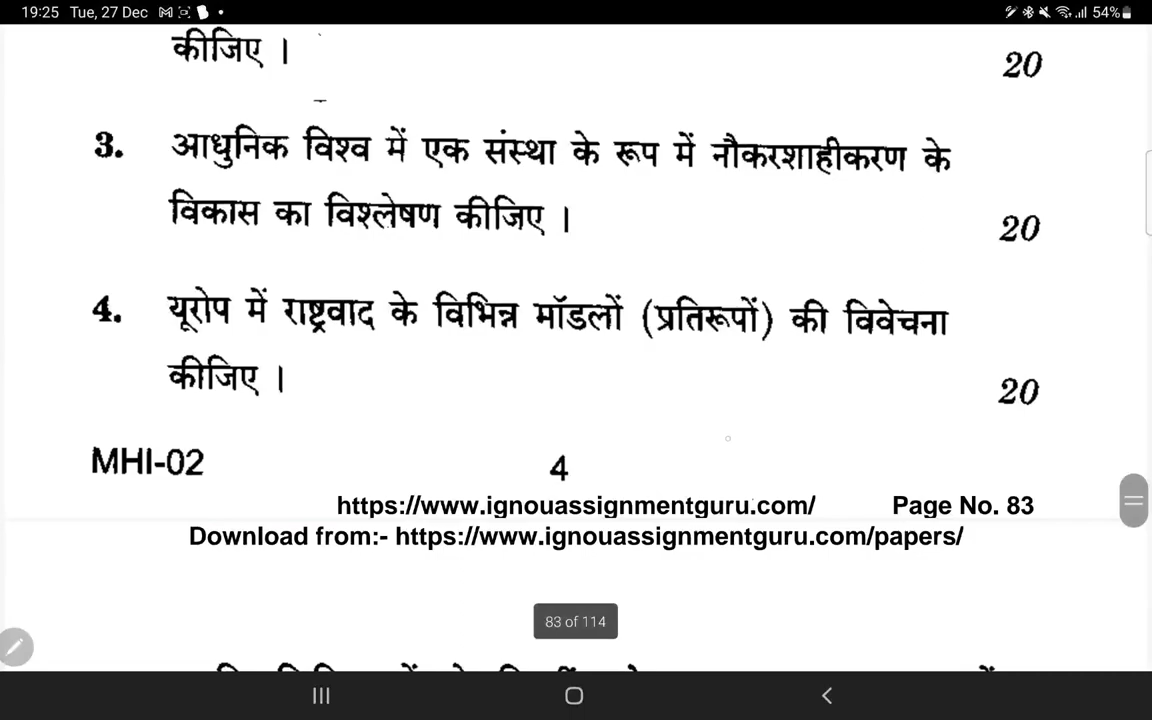 19:25 Tue, 27 Dec
54%
कीजिए ।
20
3. आधुनिक विश्व में एक संस्था के रूप में नौकरशाहीकरण के
विकास का विश्लेषण कीजिए ।
20
4. यूरोप में राष्ट्रवाद के विभिन्न मॉडलों (प्रतिरूपों) की विवेचना
कीजिए ।
20
MHI-02 4
https://www.ignouassignmentguru.com/ Page No. 83
Download from:- https://www.ignouassignmentguru.com/papers/
83 of 114